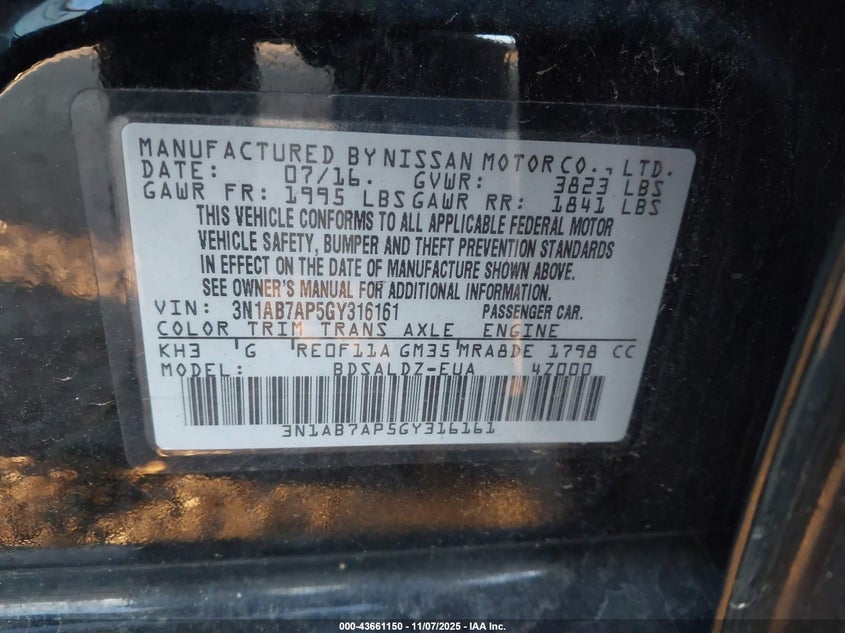 MANUFACTURED BY NISSAN MOTOR CO., LTD.
DATE: 07/16. GVWR: 3823 LBS
GAWR FR: 1995 LBS GAWR RR: 1841 LBS
THIS VEHICLE CONFORMS TO ALL APPLICABLE FEDERAL MOTOR
VEHICLE SAFETY, BUMPER AND THEFT PREVENTION STANDARDS
IN EFFECT ON THE DATE OF MANUFACTURE SHOWN ABOVE.
SEE OWNER'S MANUAL FOR ADDITIONAL INFORMATION.
VIN: 3N1AB7AP5GY316161 PASSENGER CAR.
COLOR TRIM TRANS AXLE ENGINE
KH3 G RE0F11A GM35 MRA8DE 1798 CC
MODEL: BDSALDZ-EUA 4Z000
3N1AB7AP5GY316161
000-43661150 - 11/07/2025 - IAA Inc.